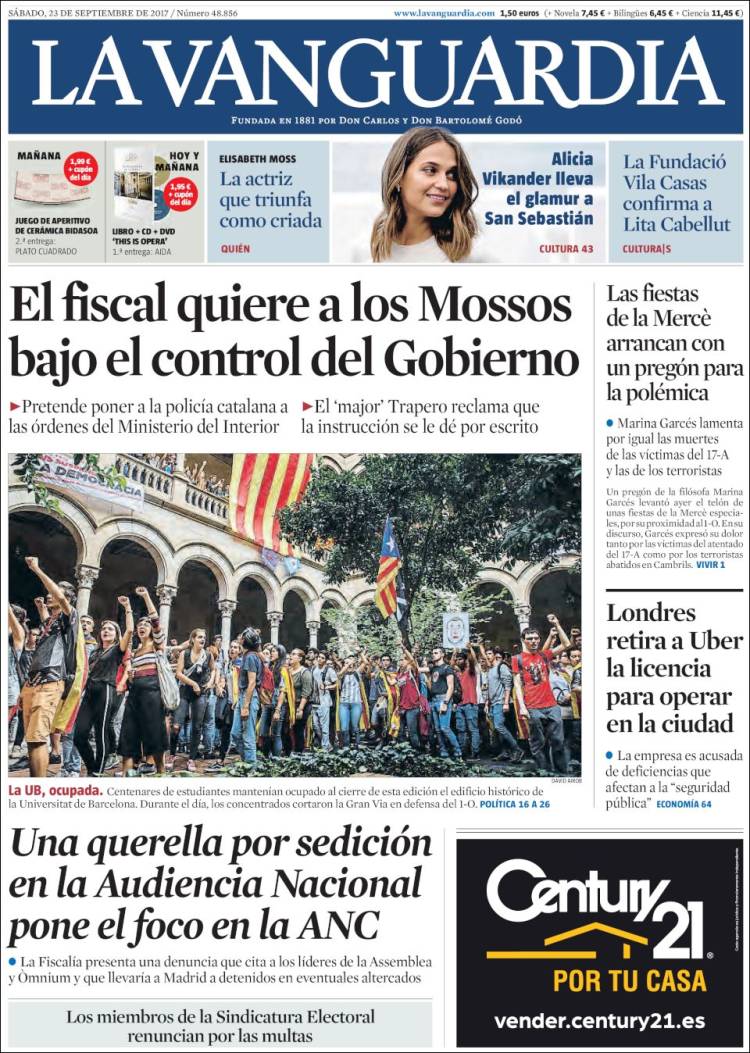 SÁBADO, 23 DE SEPTIEMBRE DE 2017 / Número 48.856
www.lavanguardia.com 1,50 euros (+ Novela 7,45 € + Bilingües 6,45 € + Ciencia 11,45 €)
LA VANGUARDIA
FUNDADA EN 1881 POR DON CARLOS Y DON BARTOLOMÉ GODÓ
MAÑANA
1,99 €
+ cupón
del día
JUEGO DE APERITIVO
DE CERÁMICA BIDASOA
2.ª entrega:
PLATO CUADRADO
HOY Y
MAÑANA
1,95 €
+ cupón
del día
LIBRO + CD + DVD
'THIS IS OPERA'
1.ª entrega: AIDA
ELISABETH MOSS
La actriz
que triunfa
como criada
QUIÉN
Alicia
Vikander lleva
el glamur a
San Sebastián
CULTURA 43
La Fundació
Vila Casas
confirma a
Lita Cabellut
CULTURA|S
El fiscal quiere a los Mossos
bajo el control del Gobierno
►Pretende poner a la policía catalana a
las órdenes del Ministerio del Interior
►El ‘major’ Trapero reclama que
la instrucción se le dé por escrito
A DEMOCRACIA
DAVID AIROB
La UB, ocupada. Centenares de estudiantes mantenían ocupado al cierre de esta edición el edificio histórico de
la Universitat de Barcelona. Durante el día, los concentrados cortaron la Gran Via en defensa del 1-O. POLÍTICA 16 A 26
Las fiestas
de la Mercè
arrancan con
un pregón para
la polémica
• Marina Garcés lamenta
por igual las muertes
de las víctimas del 17-A
y las de los terroristas
Un pregón de la filósofa Marina
Garcés levantó ayer el telón de
unas fiestas de la Mercè especia-
les, por su proximidad al 1-O. En su
discurso, Garcés expresó su dolor
tanto por las víctimas del atentado
del 17-A como por los terroristas
abatidos en Cambrils. VIVIR 1
Londres
retira a Uber
la licencia
para operar
en la ciudad
• La empresa es acusada
de deficiencias que
afectan a la “seguridad
pública” ECONOMÍA 64
Una querella por sedición
en la Audiencia Nacional
pone el foco en la ANC
• La Fiscalía presenta una denuncia que cita a los líderes de la Assemblea
y Òmnium y que llevaría a Madrid a detenidos en eventuales altercados
Los miembros de la Sindicatura Electoral
renuncian por las multas
Century
21®
POR TU CASA
vender.century21.es
Cada agencia es jurídica y financieramente independiente